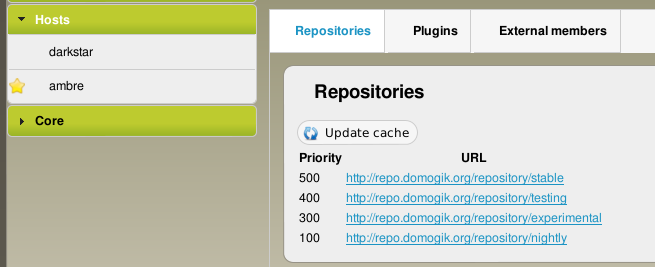 Hosts
darkstar
ambre
Core
Repositories Plugins External members
Repositories
Update cache
Priority URL
500 http://repo.domogik.org/repository/stable
400 http://repo.domogik.org/repository/testing
300 http://repo.domogik.org/repository/experimental
100 http://repo.domogik.org/repository/nightly